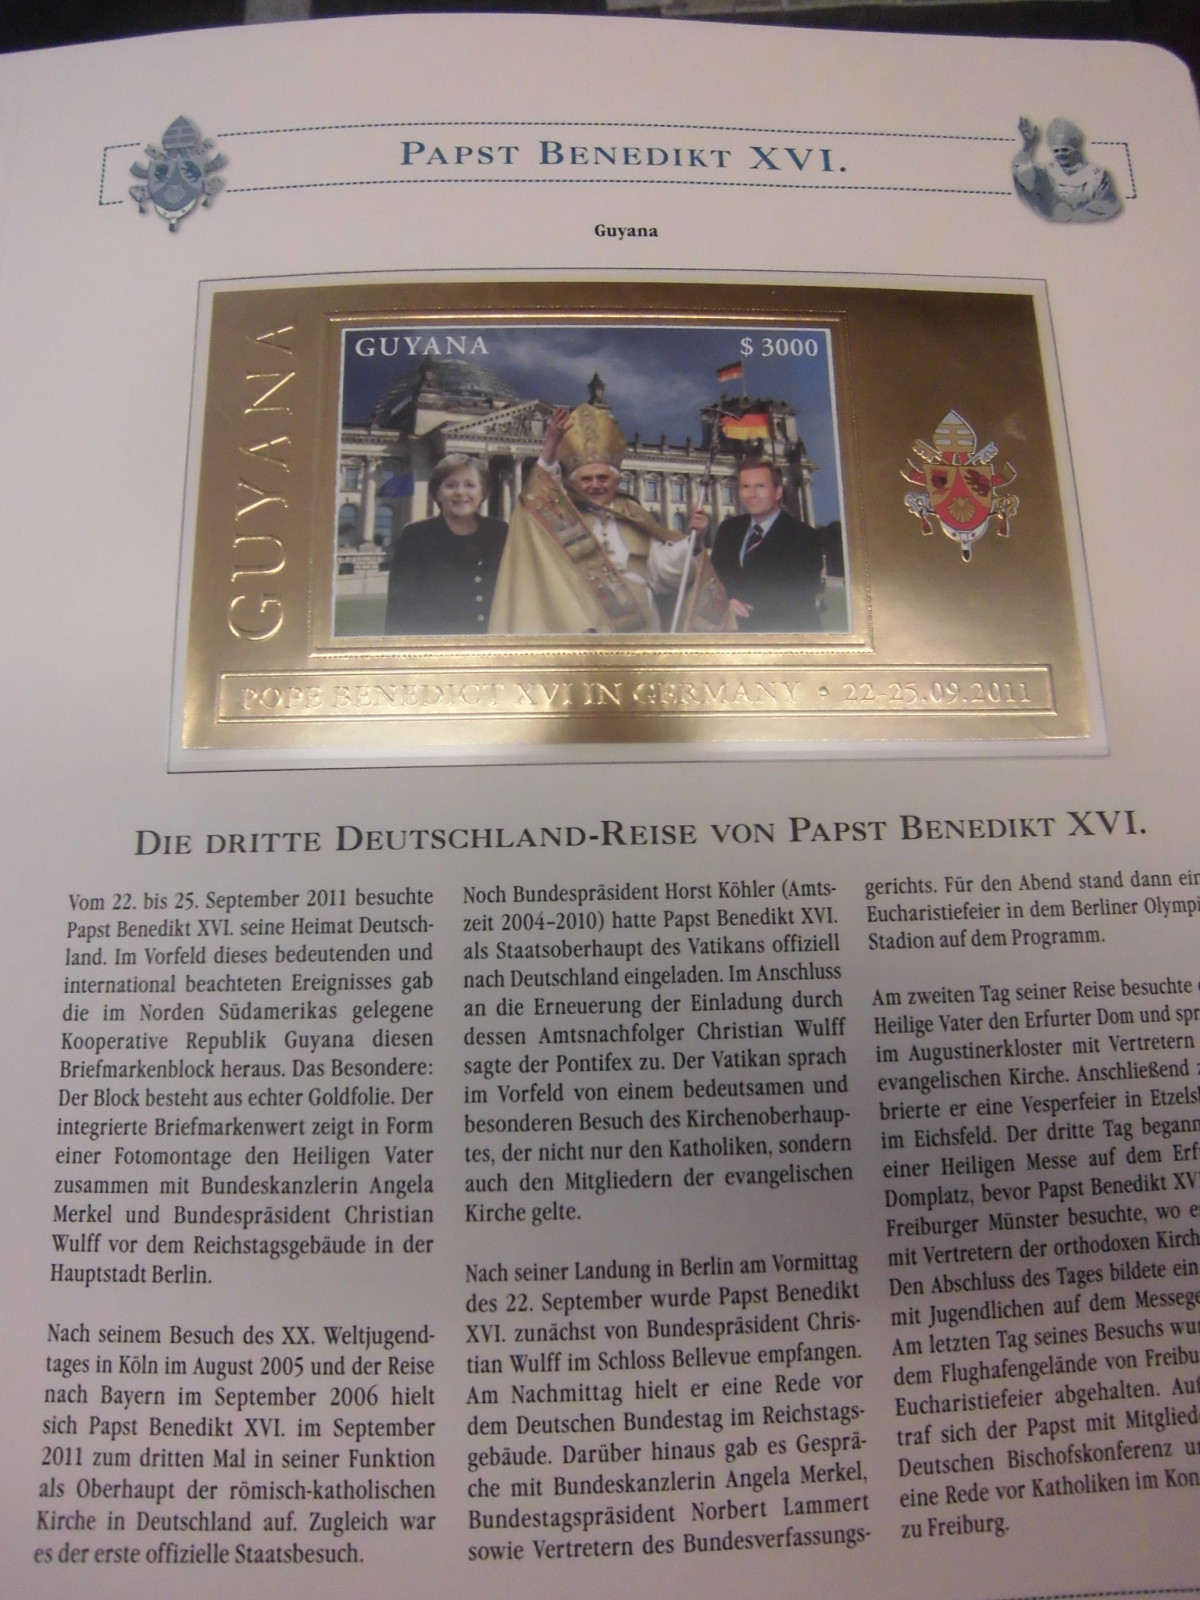 PAPST BENEDIKT XVI.
Guyana
GUYANA
GUYANA
$ 3000
POPE BENEDICT XVI IN GERMANY • 22-25.09.2011
DIE DRITTE DEUTSCHLAND-REISE VON PAPST BENEDIKT XVI.
Vom 22. bis 25. September 2011 besuchte
Papst Benedikt XVI. seine Heimat Deutsch-
land. Im Vorfeld dieses bedeutenden und
international beachteten Ereignisses gab
die im Norden Südamerikas gelegene
Kooperative Republik Guyana diesen
Briefmarkenblock heraus. Das Besondere:
Der Block besteht aus echter Goldfolie. Der
integrierte Briefmarkenwert zeigt in Form
einer Fotomontage den Heiligen Vater
zusammen mit Bundeskanzlerin Angela
Merkel und Bundespräsident Christian
Wulff vor dem Reichstagsgebäude in der
Hauptstadt Berlin.
Nach seinem Besuch des XX. Weltjugend-
tages in Köln im August 2005 und der Reise
nach Bayern im September 2006 hielt
sich Papst Benedikt XVI. im September
2011 zum dritten Mal in seiner Funktion
als Oberhaupt der römisch-katholischen
Kirche in Deutschland auf. Zugleich war
es der erste offizielle Staatsbesuch.
Noch Bundespräsident Horst Köhler (Amts-
zeit 2004-2010) hatte Papst Benedikt XVI.
als Staatsoberhaupt des Vatikans offiziell
nach Deutschland eingeladen. Im Anschluss
an die Erneuerung der Einladung durch
dessen Amtsnachfolger Christian Wulff
sagte der Pontifex zu. Der Vatikan sprach
im Vorfeld von einem bedeutsamen und
besonderen Besuch des Kirchenoberhaup-
tes, der nicht nur den Katholiken, sondern
auch den Mitgliedern der evangelischen
Kirche gelte.
Nach seiner Landung in Berlin am Vormittag
des 22. September wurde Papst Benedikt
XVI. zunächst von Bundespräsident Chris-
tian Wulff im Schloss Bellevue empfangen.
Am Nachmittag hielt er eine Rede vor
dem Deutschen Bundestag im Reichstags-
gebäude. Darüber hinaus gab es Gesprä-
che mit Bundeskanzlerin Angela Merkel,
Bundestagspräsident Norbert Lammert
sowie Vertretern des Bundesverfassungs-
gerichts. Für den Abend stand dann ein
Eucharistiefeier in dem Berliner Olympi
Stadion auf dem Programm.
Am zweiten Tag seiner Reise besuchte
Heilige Vater den Erfurter Dom und spr
im Augustinerkloster mit Vertretern
evangelischen Kirche. Anschließend
brierte er eine Vesperfeier in Etzels
im Eichsfeld. Der dritte Tag begann
einer Heiligen Messe auf dem Erf
Domplatz, bevor Papst Benedikt XV
Freiburger Münster besuchte, wo e
mit Vertretern der orthodoxen Kirch
Den Abschluss des Tages bildete ein
mit Jugendlichen auf dem Messege
Am letzten Tag seines Besuchs wu
dem Flughafengelände von Freibu
Eucharistiefeier abgehalten. Auf
traf sich der Papst mit Mitglied
Deutschen Bischofskonferenz u
eine Rede vor Katholiken im Kon
zu Freiburg.